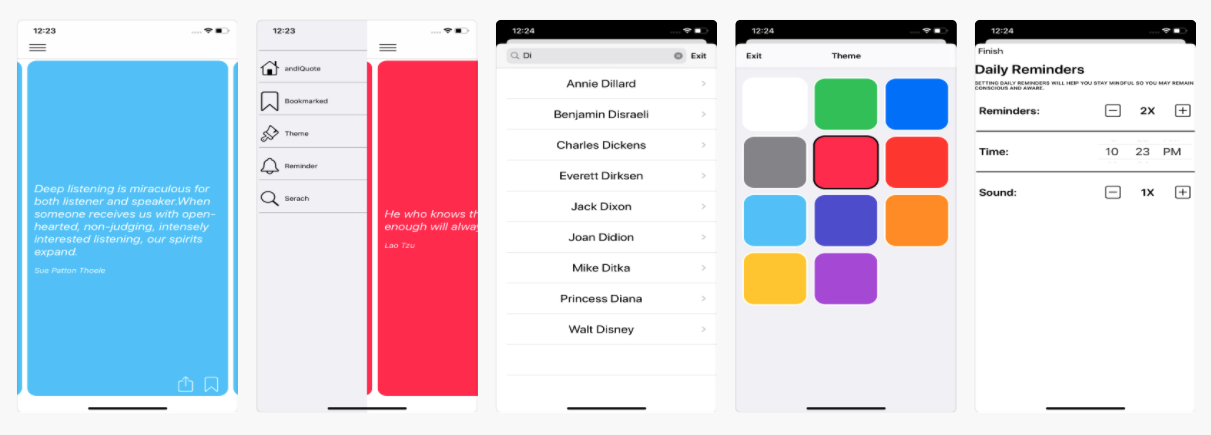 12:23
Deep listening is miraculous for
both listener and speaker.When
someone receives us with open-
hearted, non-judging, intensely
interested listening, our spirits
expand.
Sue Patton Thoele
12:23
andIQuote
Bookmarked
Theme
Reminder
Serach
He who knows th
enough will alway
Lao Tzu
12:24
Di
Exit
Annie Dillard
Benjamin Disraeli
Charles Dickens
Everett Dirksen
Jack Dixon
Joan Didion
Mike Ditka
Princess Diana
Walt Disney
12:24
Exit
Theme
12:24
Finish
Daily Reminders
SETTING DAILY REMINDERS WILL HELP YOU STAY MINDFUL SO YOU MAY REMAIN
CONSCIOUS AND AWARE.
Reminders:
2X
Time:
10 23 PM
Sound:
1X